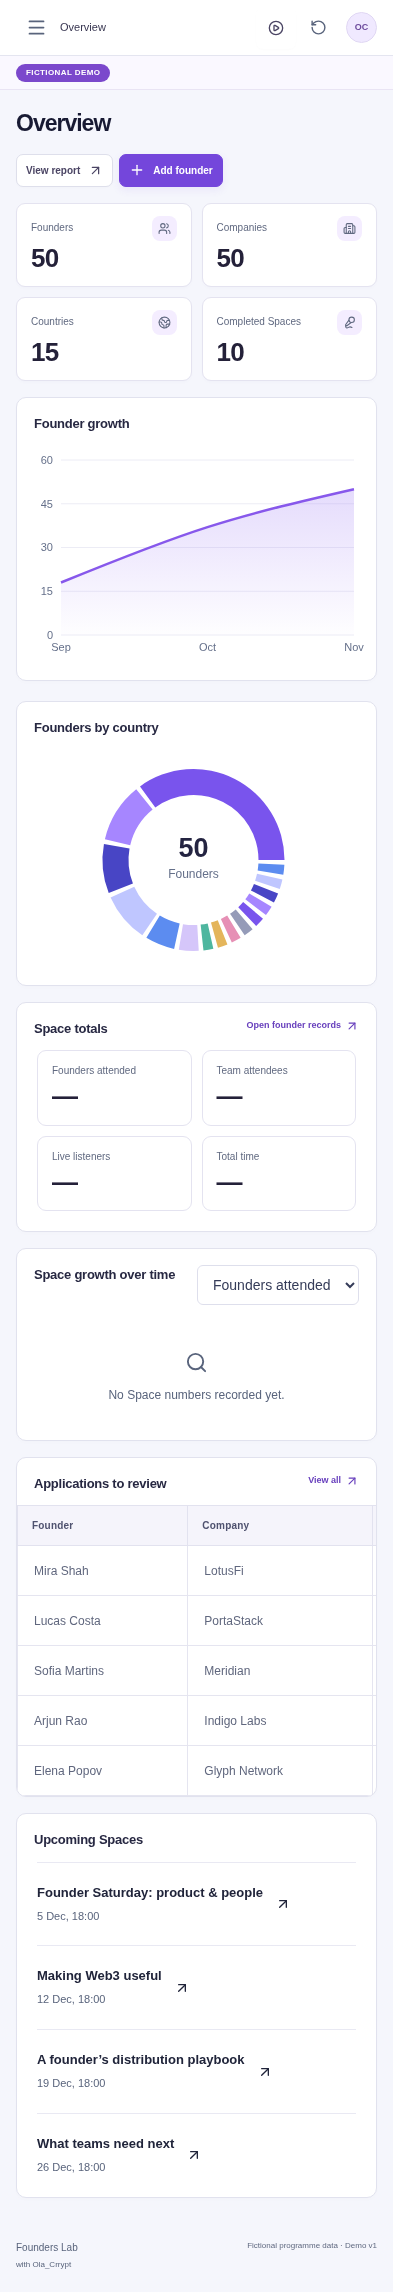 Overview
OC
FICTIONAL DEMO
Overview
View report
Add founder
Founders
50
Companies
50
Countries
15
Completed Spaces
10
Founder growth
60
45
30
15
0
Sep
Oct
Nov
Founders by country
50
Founders
Space totals
Open founder records
Founders attended
—
Team attendees
—
Live listeners
—
Total time
—
Space growth over time
Founders attended
No Space numbers recorded yet.
Applications to review
View all
Founder
Company
Mira Shah
LotusFi
Lucas Costa
PortaStack
Sofia Martins
Meridian
Arjun Rao
Indigo Labs
Elena Popov
Glyph Network
Upcoming Spaces
Founder Saturday: product & people
5 Dec, 18:00
Making Web3 useful
12 Dec, 18:00
A founder’s distribution playbook
19 Dec, 18:00
What teams need next
26 Dec, 18:00
Founders Lab
with Ola_Crrypt
Fictional programme data · Demo v1